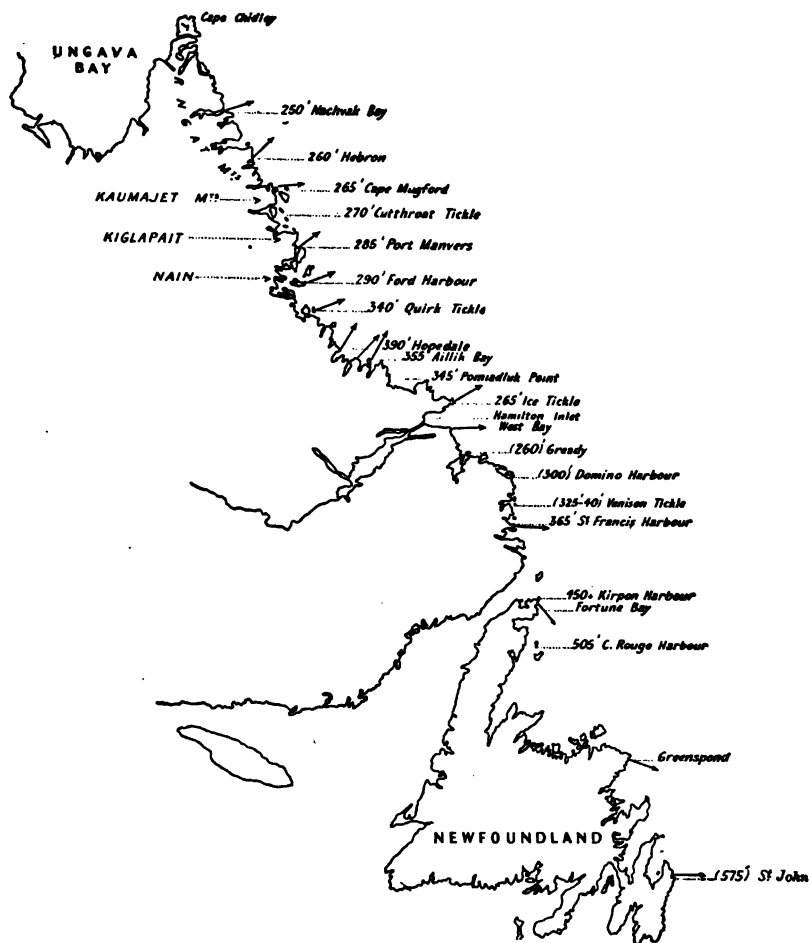 Cape Chidley
UNGAVA
BAY
RNGAT MTS
250' Nachvak Bay
260' Hebron
265' Cape Mugford
KAUMAJET MTS
270' Cutthroat Tickle
KIGLAPAIT
285' Port Manvers
NAIN
290' Ford Harbour
340' Quirk Tickle
390' Hopedale
355' Aillik Bay
345' Pomiadluk Point
265' Ice Tickle
Hamilton Inlet
West Bay
(260)' Gready
(300)' Domino Harbour
(325-40)' Venison Tickle
365' St Francis Harbour
450+ Kirpon Harbour
Fortune Bay
505' C. Rouge Harbour
Greenspond
NEWFOUNDLAND
(575') St John